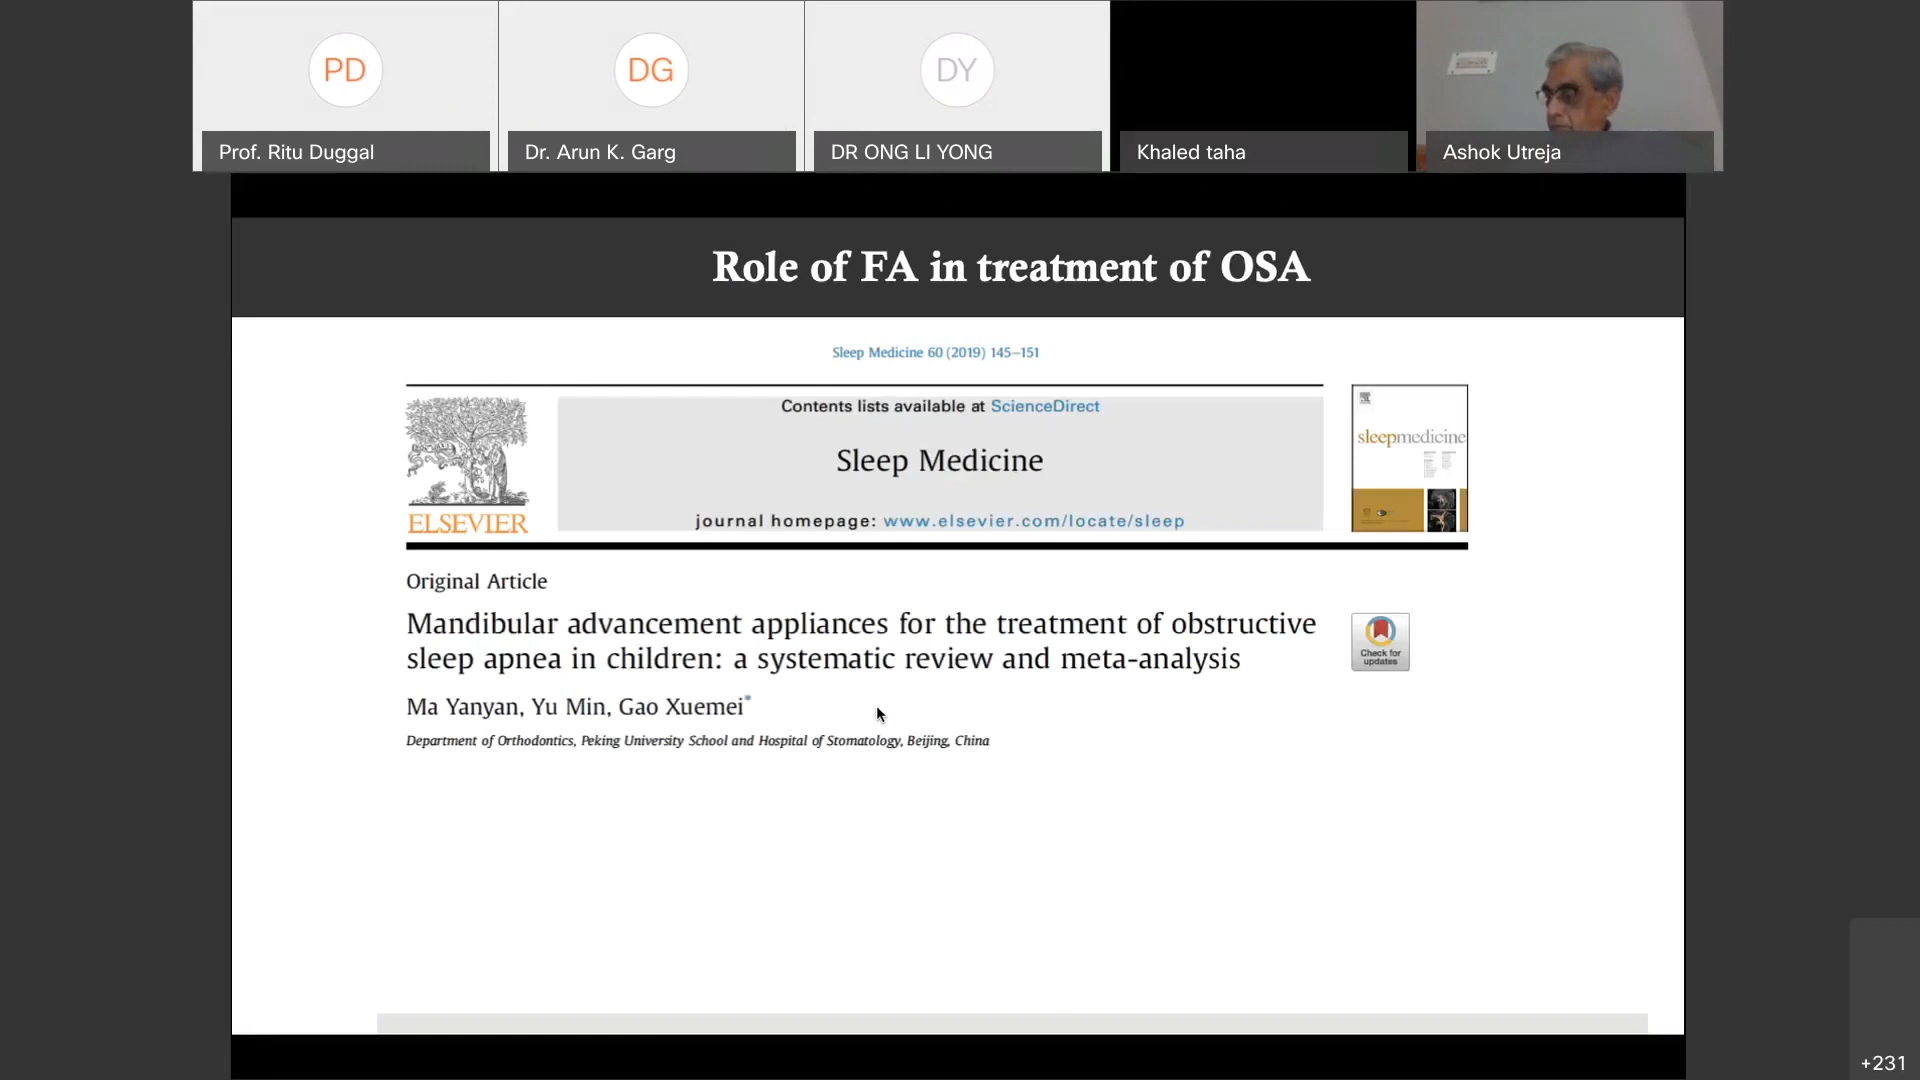 PD
DG
DY
Prof. Ritu Duggal
Dr. Arun K. Garg
DR ONG LI YONG
Khaled taha
Ashok Utreja
Role of FA in treatment of OSA
Sleep Medicine 60 (2019) 145–151
Contents lists available at ScienceDirect
Sleep Medicine
journal homepage: www.elsevier.com/locate/sleep
ELSEVIER
sleepmedicine
Original Article
Mandibular advancement appliances for the treatment of obstructive
sleep apnea in children: a systematic review and meta-analysis
Check for
updates
Ma Yanyan, Yu Min, Gao Xuemei*
Department of Orthodontics, Peking University School and Hospital of Stomatology, Beijing, China
+231